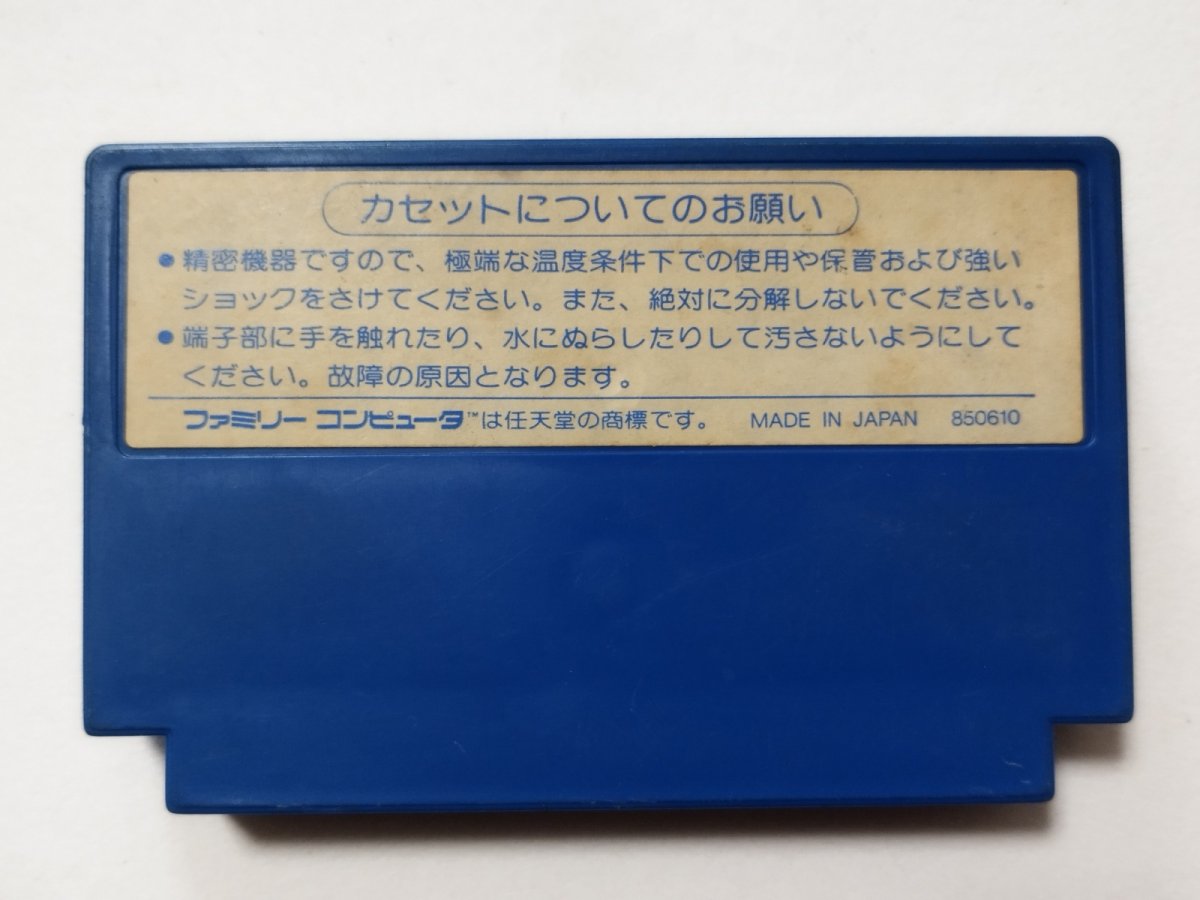 カセットについてのお願い
●精密機器ですので、極端な温度条件下での使用や保管および強い
ショックをさけてください。また、絶対に分解しないでください。
●端子部に手を触れたり、水にぬらしたりして汚さないようにして
ください。故障の原因となります。
ファミリー コンピュータ™は任天堂の商標です。 MADE IN JAPAN 850610